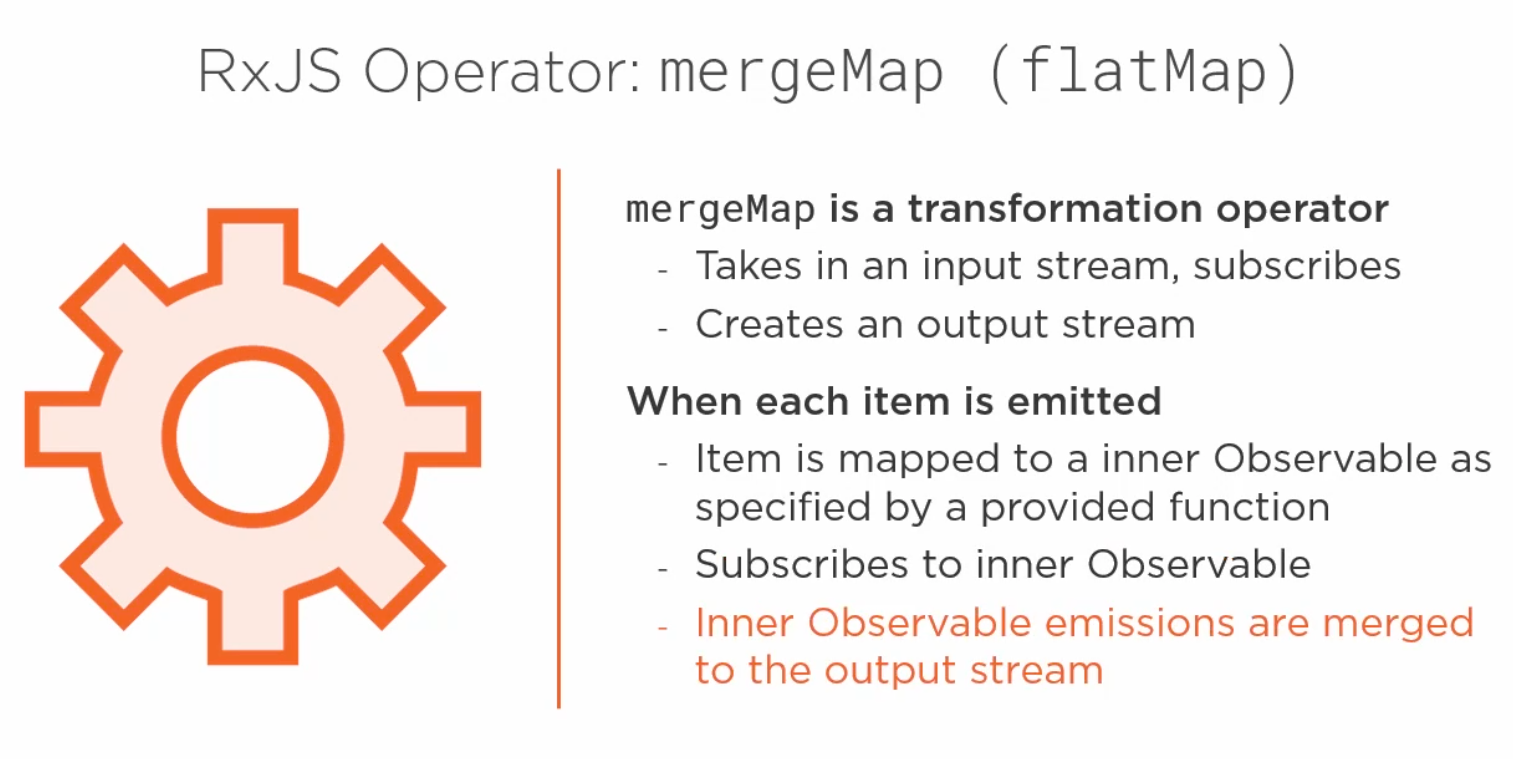 RxJS Operator: mergeMap (flatMap)
mergeMap is a transformation operator
- Takes in an input stream, subscribes
- Creates an output stream
When each item is emitted
- Item is mapped to a inner Observable as
specified by a provided function
- Subscribes to inner Observable
- Inner Observable emissions are merged
to the output stream